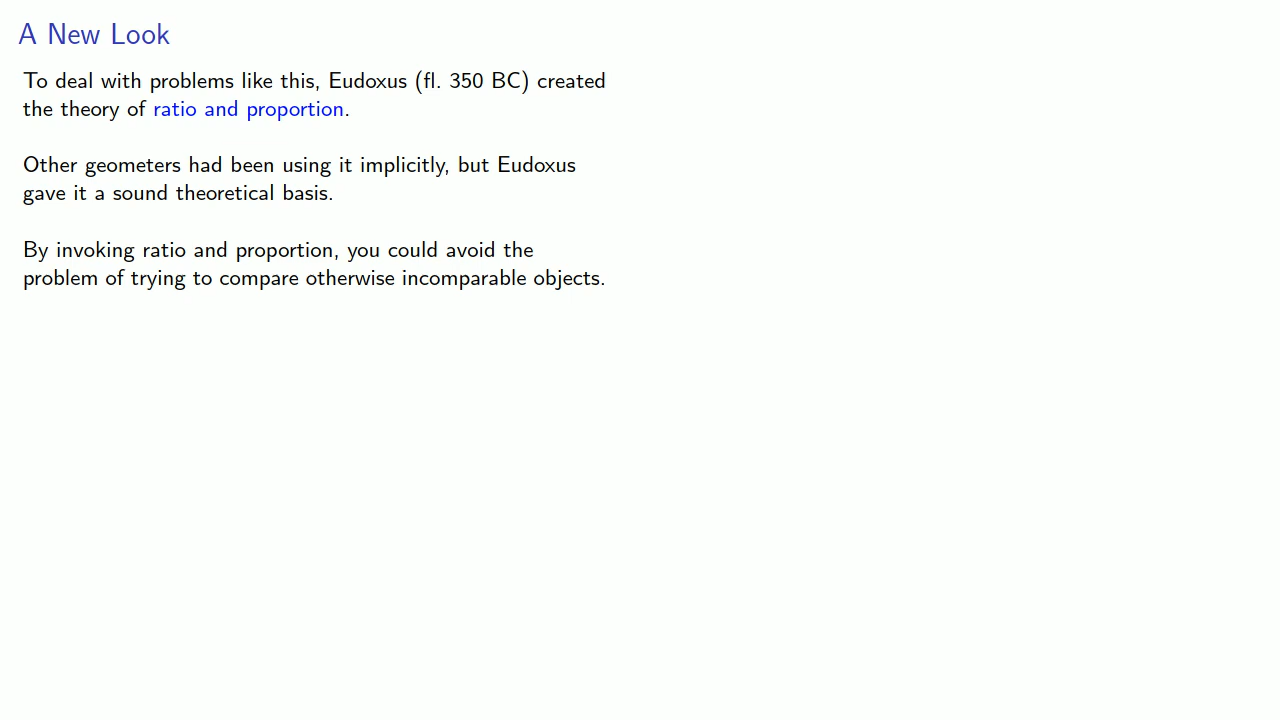 A New Look
To deal with problems like this, Eudoxus (fl. 350 BC) created
the theory of ratio and proportion.
Other geometers had been using it implicitly, but Eudoxus
gave it a sound theoretical basis.
By invoking ratio and proportion, you could avoid the
problem of trying to compare otherwise incomparable objects.